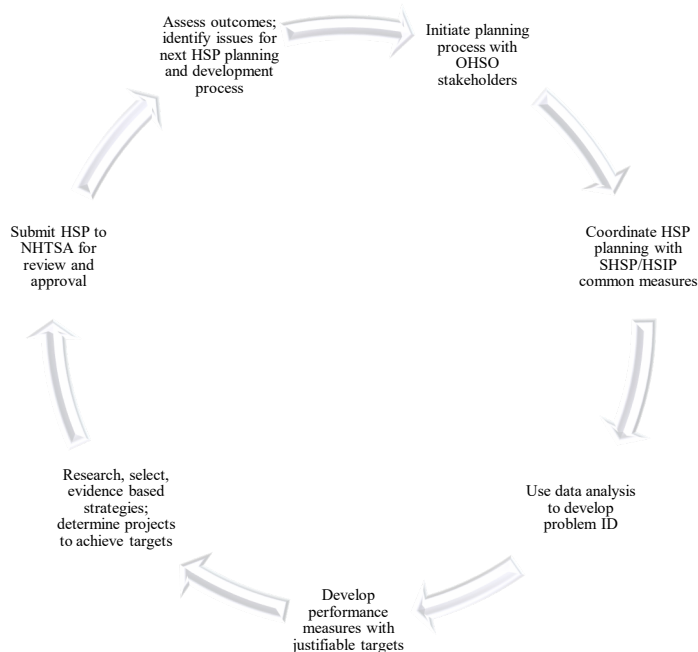 Assess outcomes;
identify issues for
next HSP planning
and development
process
Initiate planning
process with
OHSO
stakeholders
Coordinate HSP
planning with
SHSP/HSIP
common measures
Use data analysis
to develop
problem ID
Develop
performance
measures with
justifiable targets
Research, select,
evidence based
strategies;
determine projects
to achieve targets
Submit HSP to
NHTSA for
review and
approval